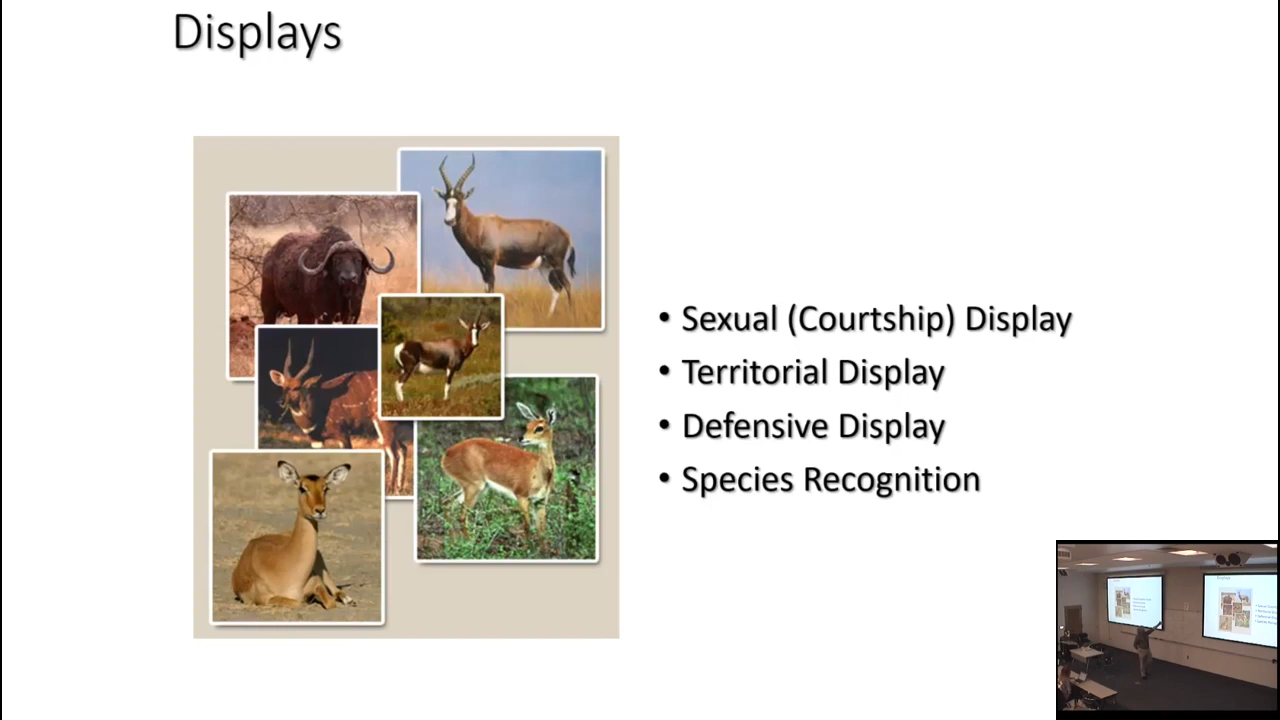 Displays
• Sexual (Courtship) Display
• Territorial Display
• Defensive Display
• Species Recognition